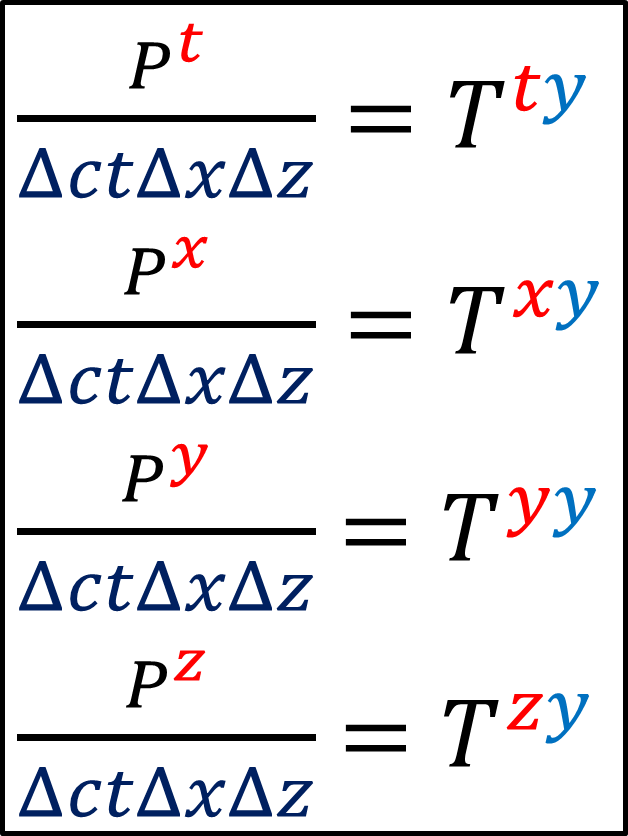 P^t / ΔctΔxΔz = T^ty
P^x / ΔctΔxΔz = T^xy
P^y / ΔctΔxΔz = T^yy
P^z / ΔctΔxΔz = T^zy